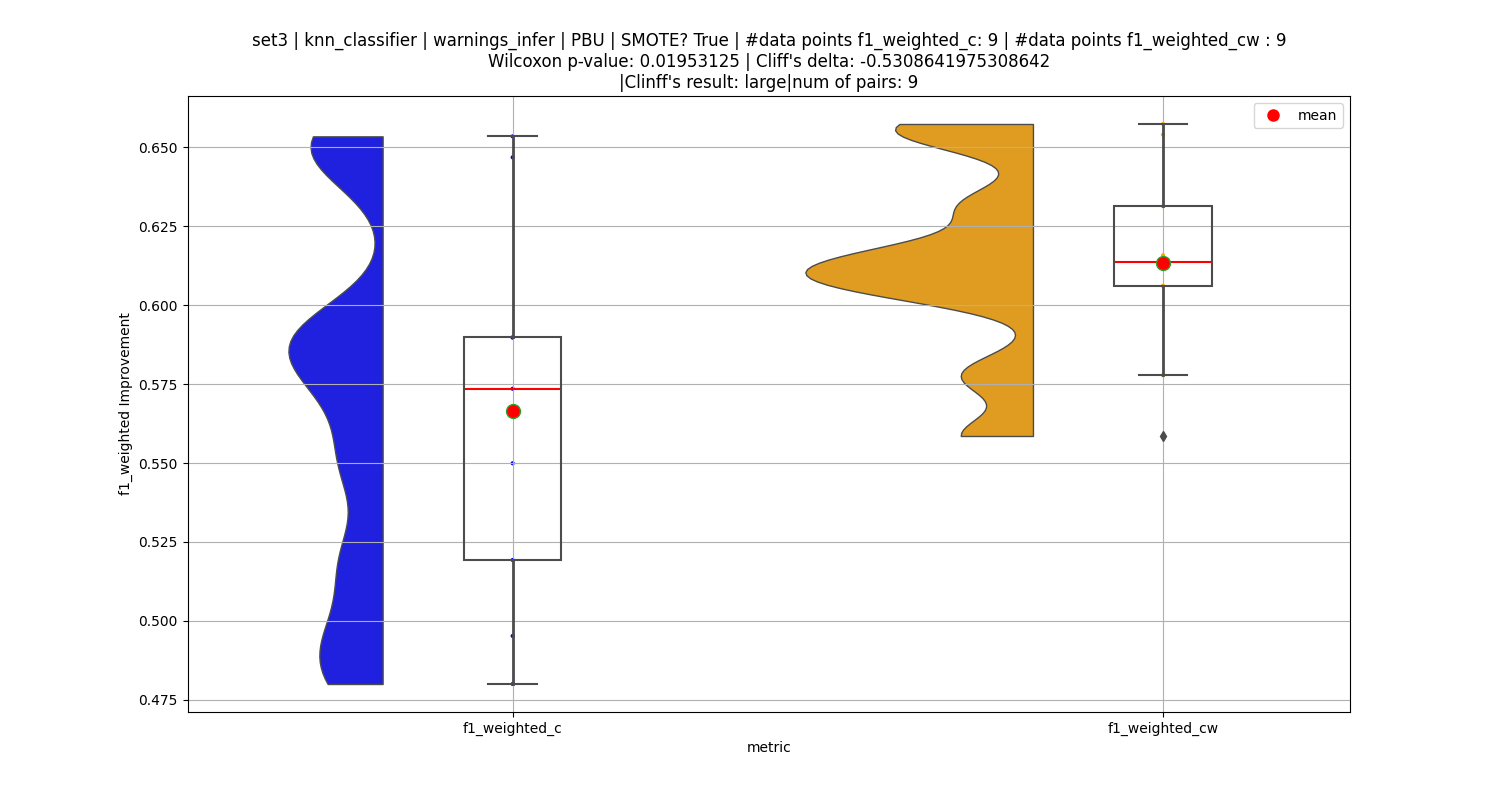 set3 | knn_classifier | warnings_infer | PBU | SMOTE? True | #data points f1_weighted_c: 9 | #data points f1_weighted_cw : 9
Wilcoxon p-value: 0.01953125 | Cliff's delta: -0.5308641975308642
|Clinff's result: large|num of pairs: 9
mean
0.650
0.625
0.600
0.575
0.550
0.525
0.500
0.475
f1_weighted Improvement
f1_weighted_c
f1_weighted_cw
metric